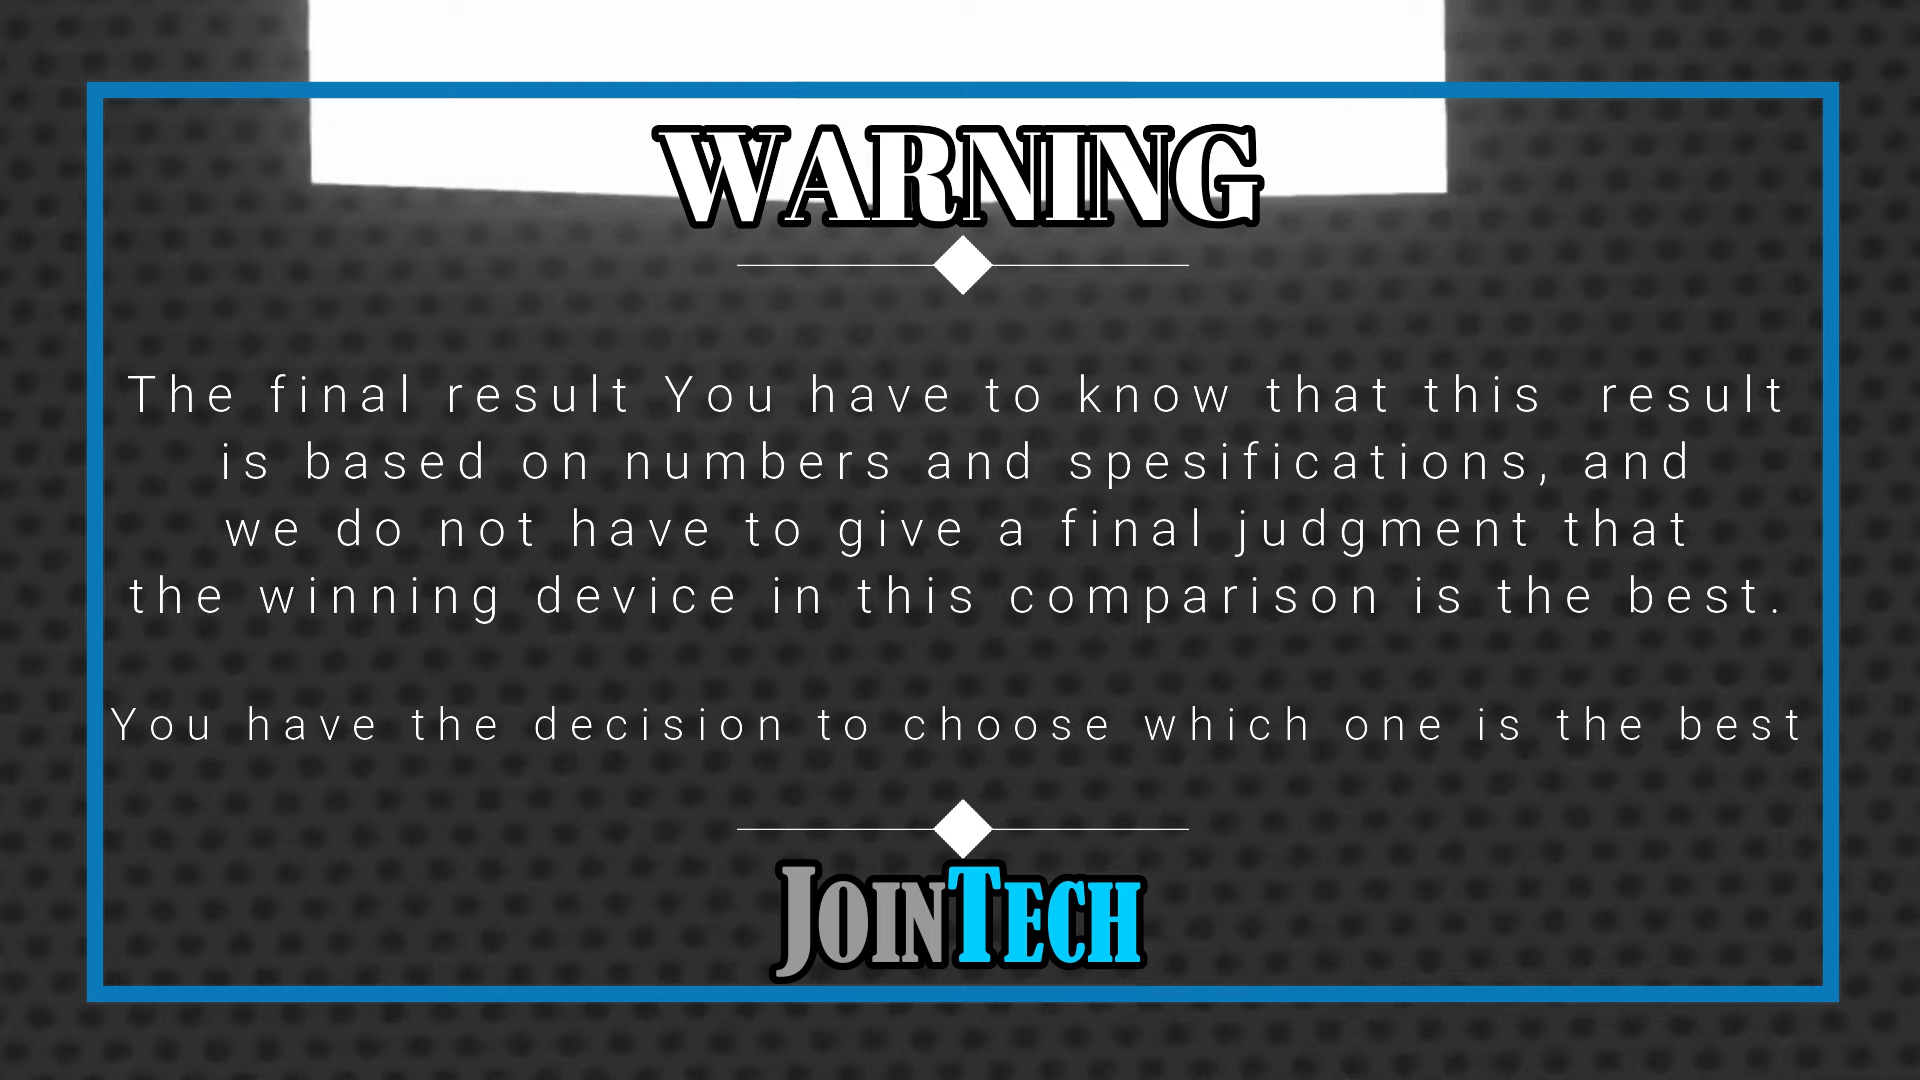 WARNING
The final result You have to know that this result
is based on numbers and spesifications, and
we do not have to give a final judgment that
the winning device in this comparison is the best.
You have the decision to choose which one is the best
JOINTECH